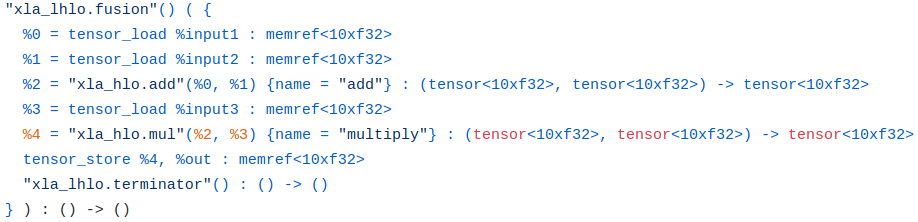 "xla_lhlo.fusion"() ( {
  %0 = tensor_load %input1 : memref<10xf32>
  %1 = tensor_load %input2 : memref<10xf32>
  %2 = "xla_hlo.add"(%0, %1) {name = "add"} : (tensor<10xf32>, tensor<10xf32>) -> tensor<10xf32>
  %3 = tensor_load %input3 : memref<10xf32>
  %4 = "xla_hlo.mul"(%2, %3) {name = "multiply"} : (tensor<10xf32>, tensor<10xf32>) -> tensor<10xf32>
  tensor_store %4, %out : memref<10xf32>
  "xla_lhlo.terminator"() : () -> ()
} ) : () -> ()